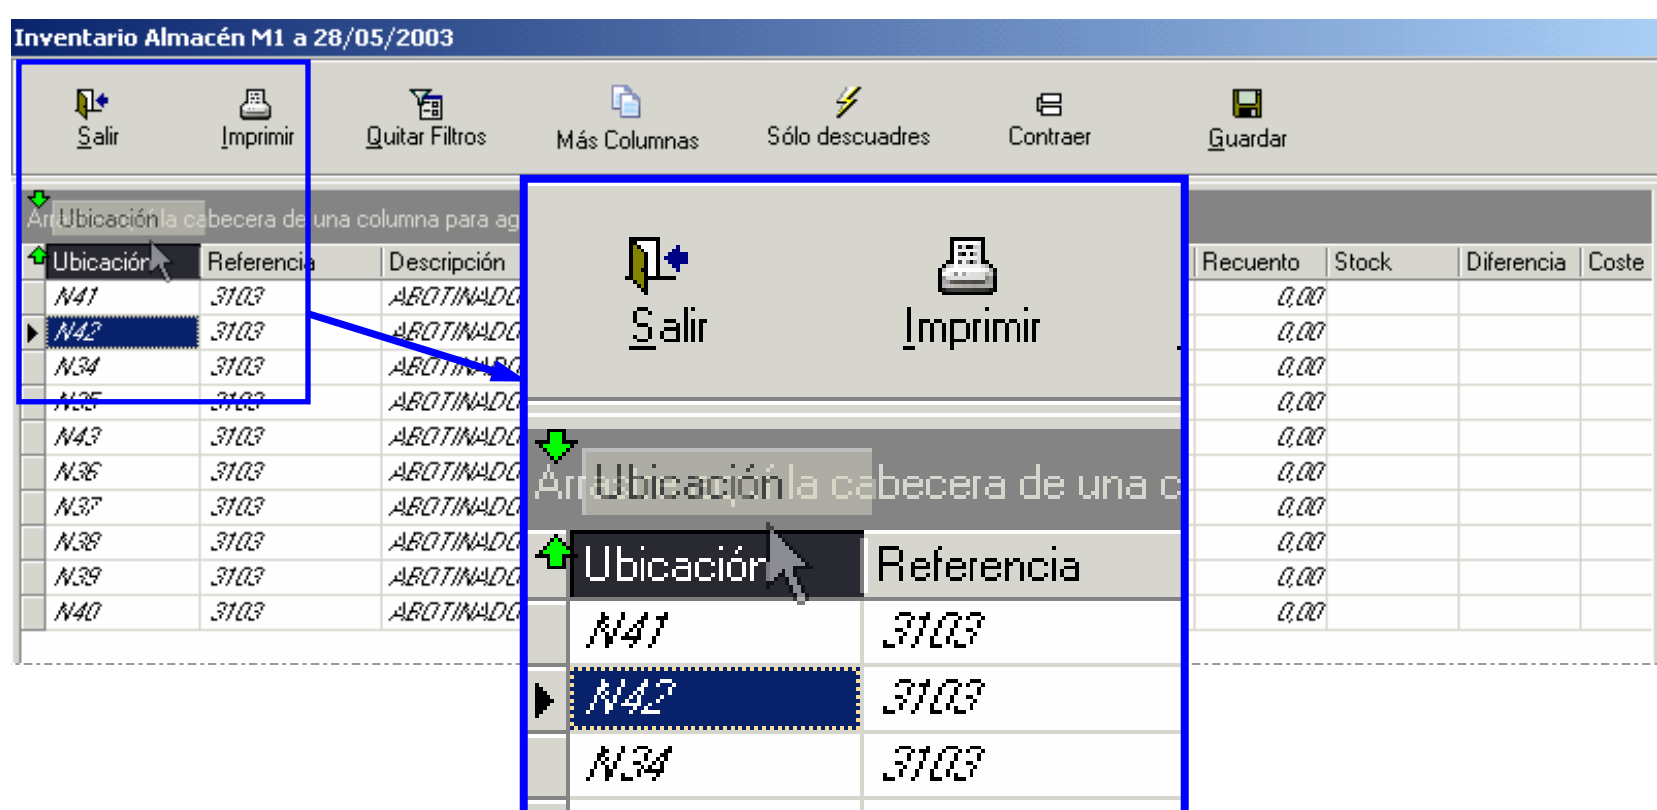 Inventario Almacén M1 a 28/05/2003
Salir Imprimir Quitar Filtros Más Columnas Sólo descuadres Contraer Guardar
Ubicación la cabecera de una columna para ag
Ubicación Referencia Descripción Recuento Stock Diferencia Coste
N41 3103 ABOTINADO 0,00
N42 3103 ABOTINADO 0,00
N34 3103 ABOTINADO 0,00
N35 3103 ABOTINADO 0,00
N43 3103 ABOTINADO 0,00
N36 3103 ABOTINADO 0,00
N37 3103 ABOTINADO 0,00
N38 3103 ABOTINADO 0,00
N39 3103 ABOTINADO 0,00
N40 3103 ABOTINADO 0,00
Salir Imprimir
Ubicación la cabecera de una c
Ubicación Referencia
N41 3103
N42 3103
N34 3103